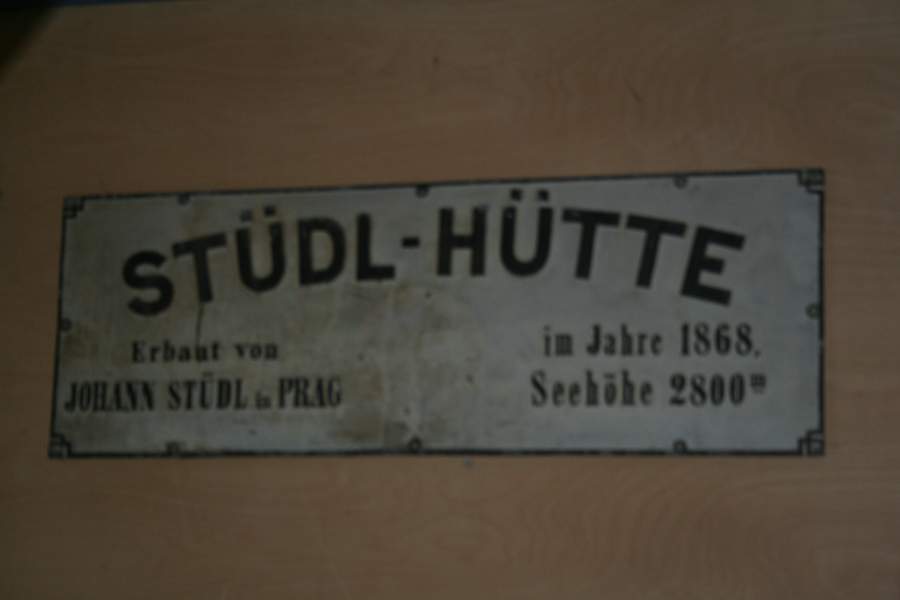 STÜDL-HÜTTE
Erbaut von
JOHANN STÜDL in PRAG
im Jahre 1868.
Seehöhe 2800m